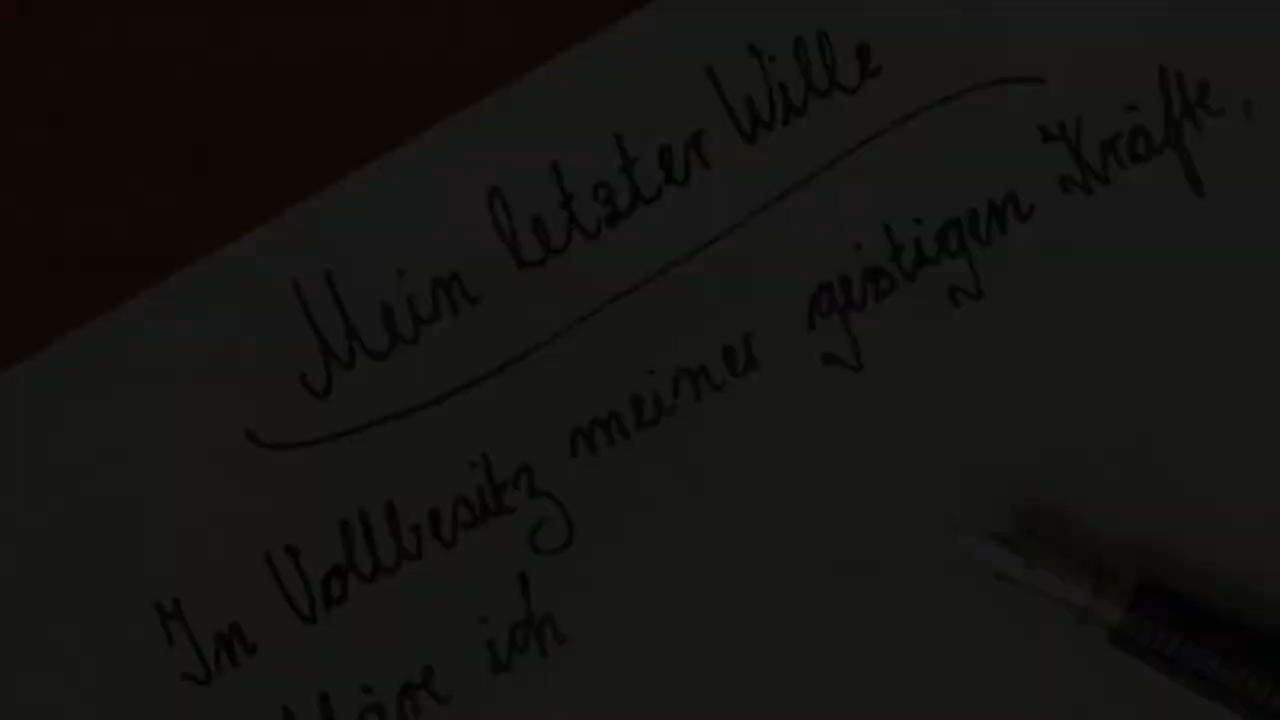 Mein letzter Wille
In Vollbesitz meiner geistigen Kräfte,
ich